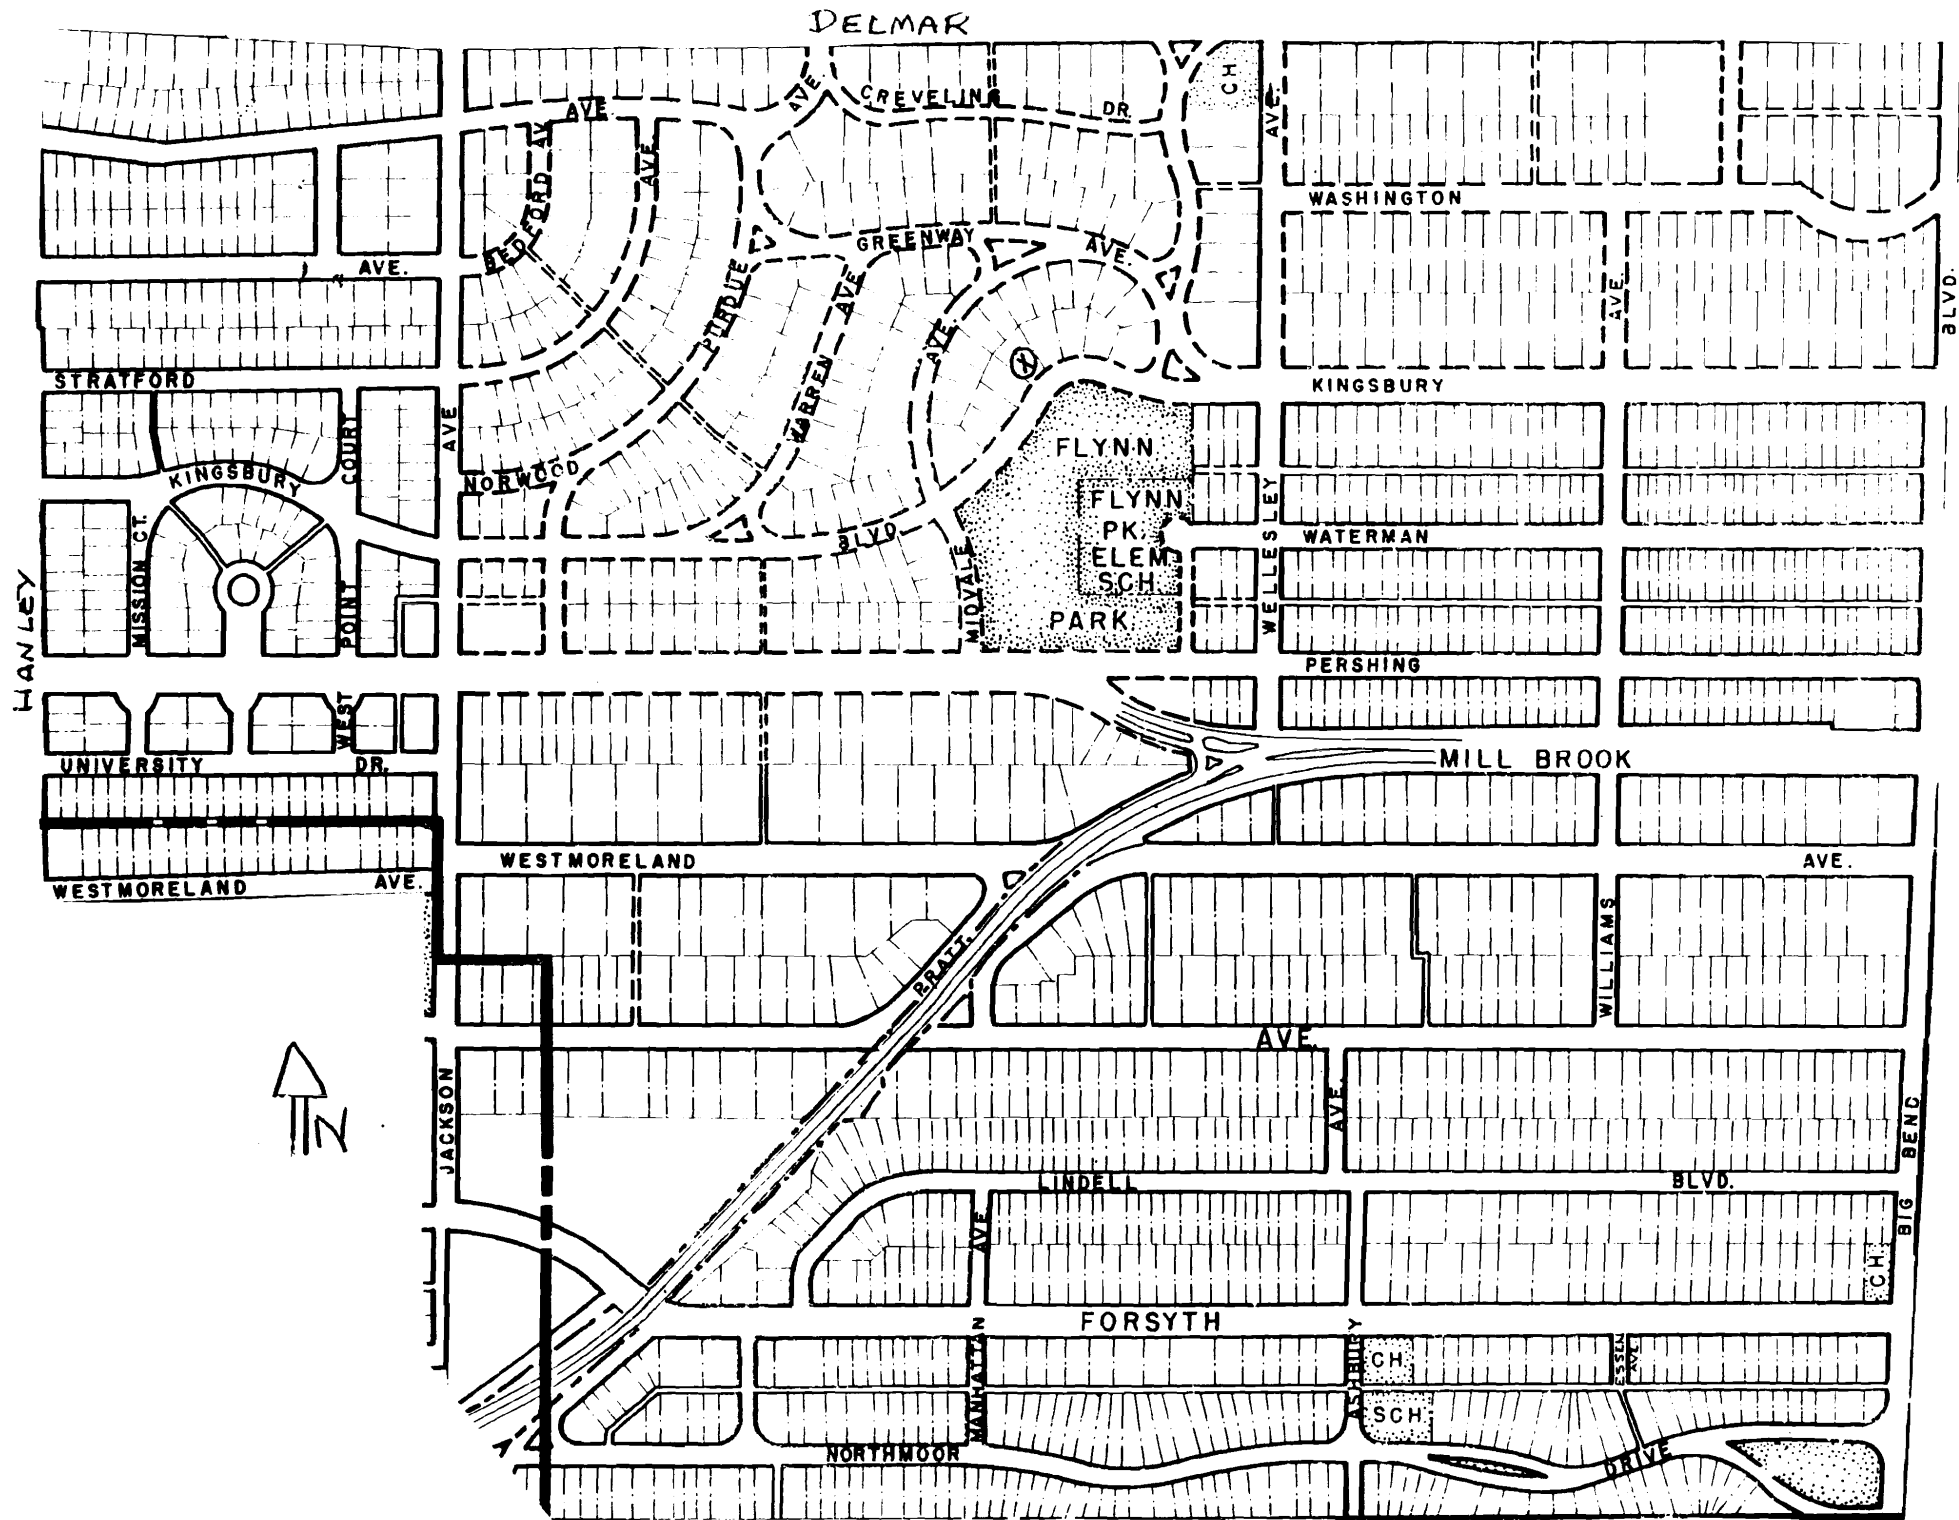 DELMAR
CH
AVE.
CREVELING
DR.
AVE.
AVE.
BEDFORD AV.
AVE.
WASHINGTON
GREENWAY
AVE.
AVE.
PURDUE
AVE.
AVE.
BLVD.
AVE.
STRATFORD
KINGSBURY
WARREN
COURT
AVE
FLYNN
KINGSBURY
NORWOOD
FLYNN
PK.
ELEM
SCH.
PARK
WELLESLEY
MISSION CT.
BLVD
WATERMAN
HANLEY
POINT
MIDVALE
PERSHING
WEST
UNIVERSITY DR.
MILL BROOK
WESTMORELAND
AVE.
WESTMORELAND AVE.
WILLIAMS
PRATT.
AVE.
N
JACKSON
AVE.
BIG BEND
LINDELL
BLVD.
AVE
CH
FORSYTH
MANHATTAN
ASHBURY
CH
ESSEN AVE.
SCH
NORTHMOOR
DRIVE